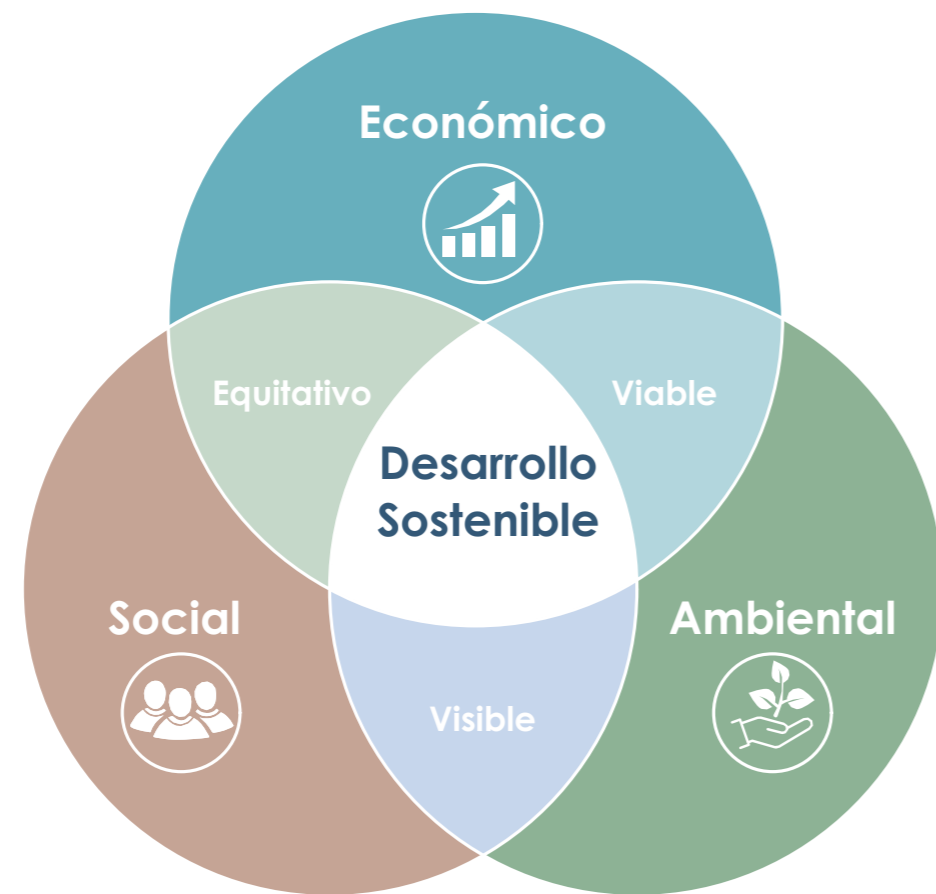 Económico
Equitativo
Viable
Desarrollo
Sostenible
Social
Ambiental
Visible